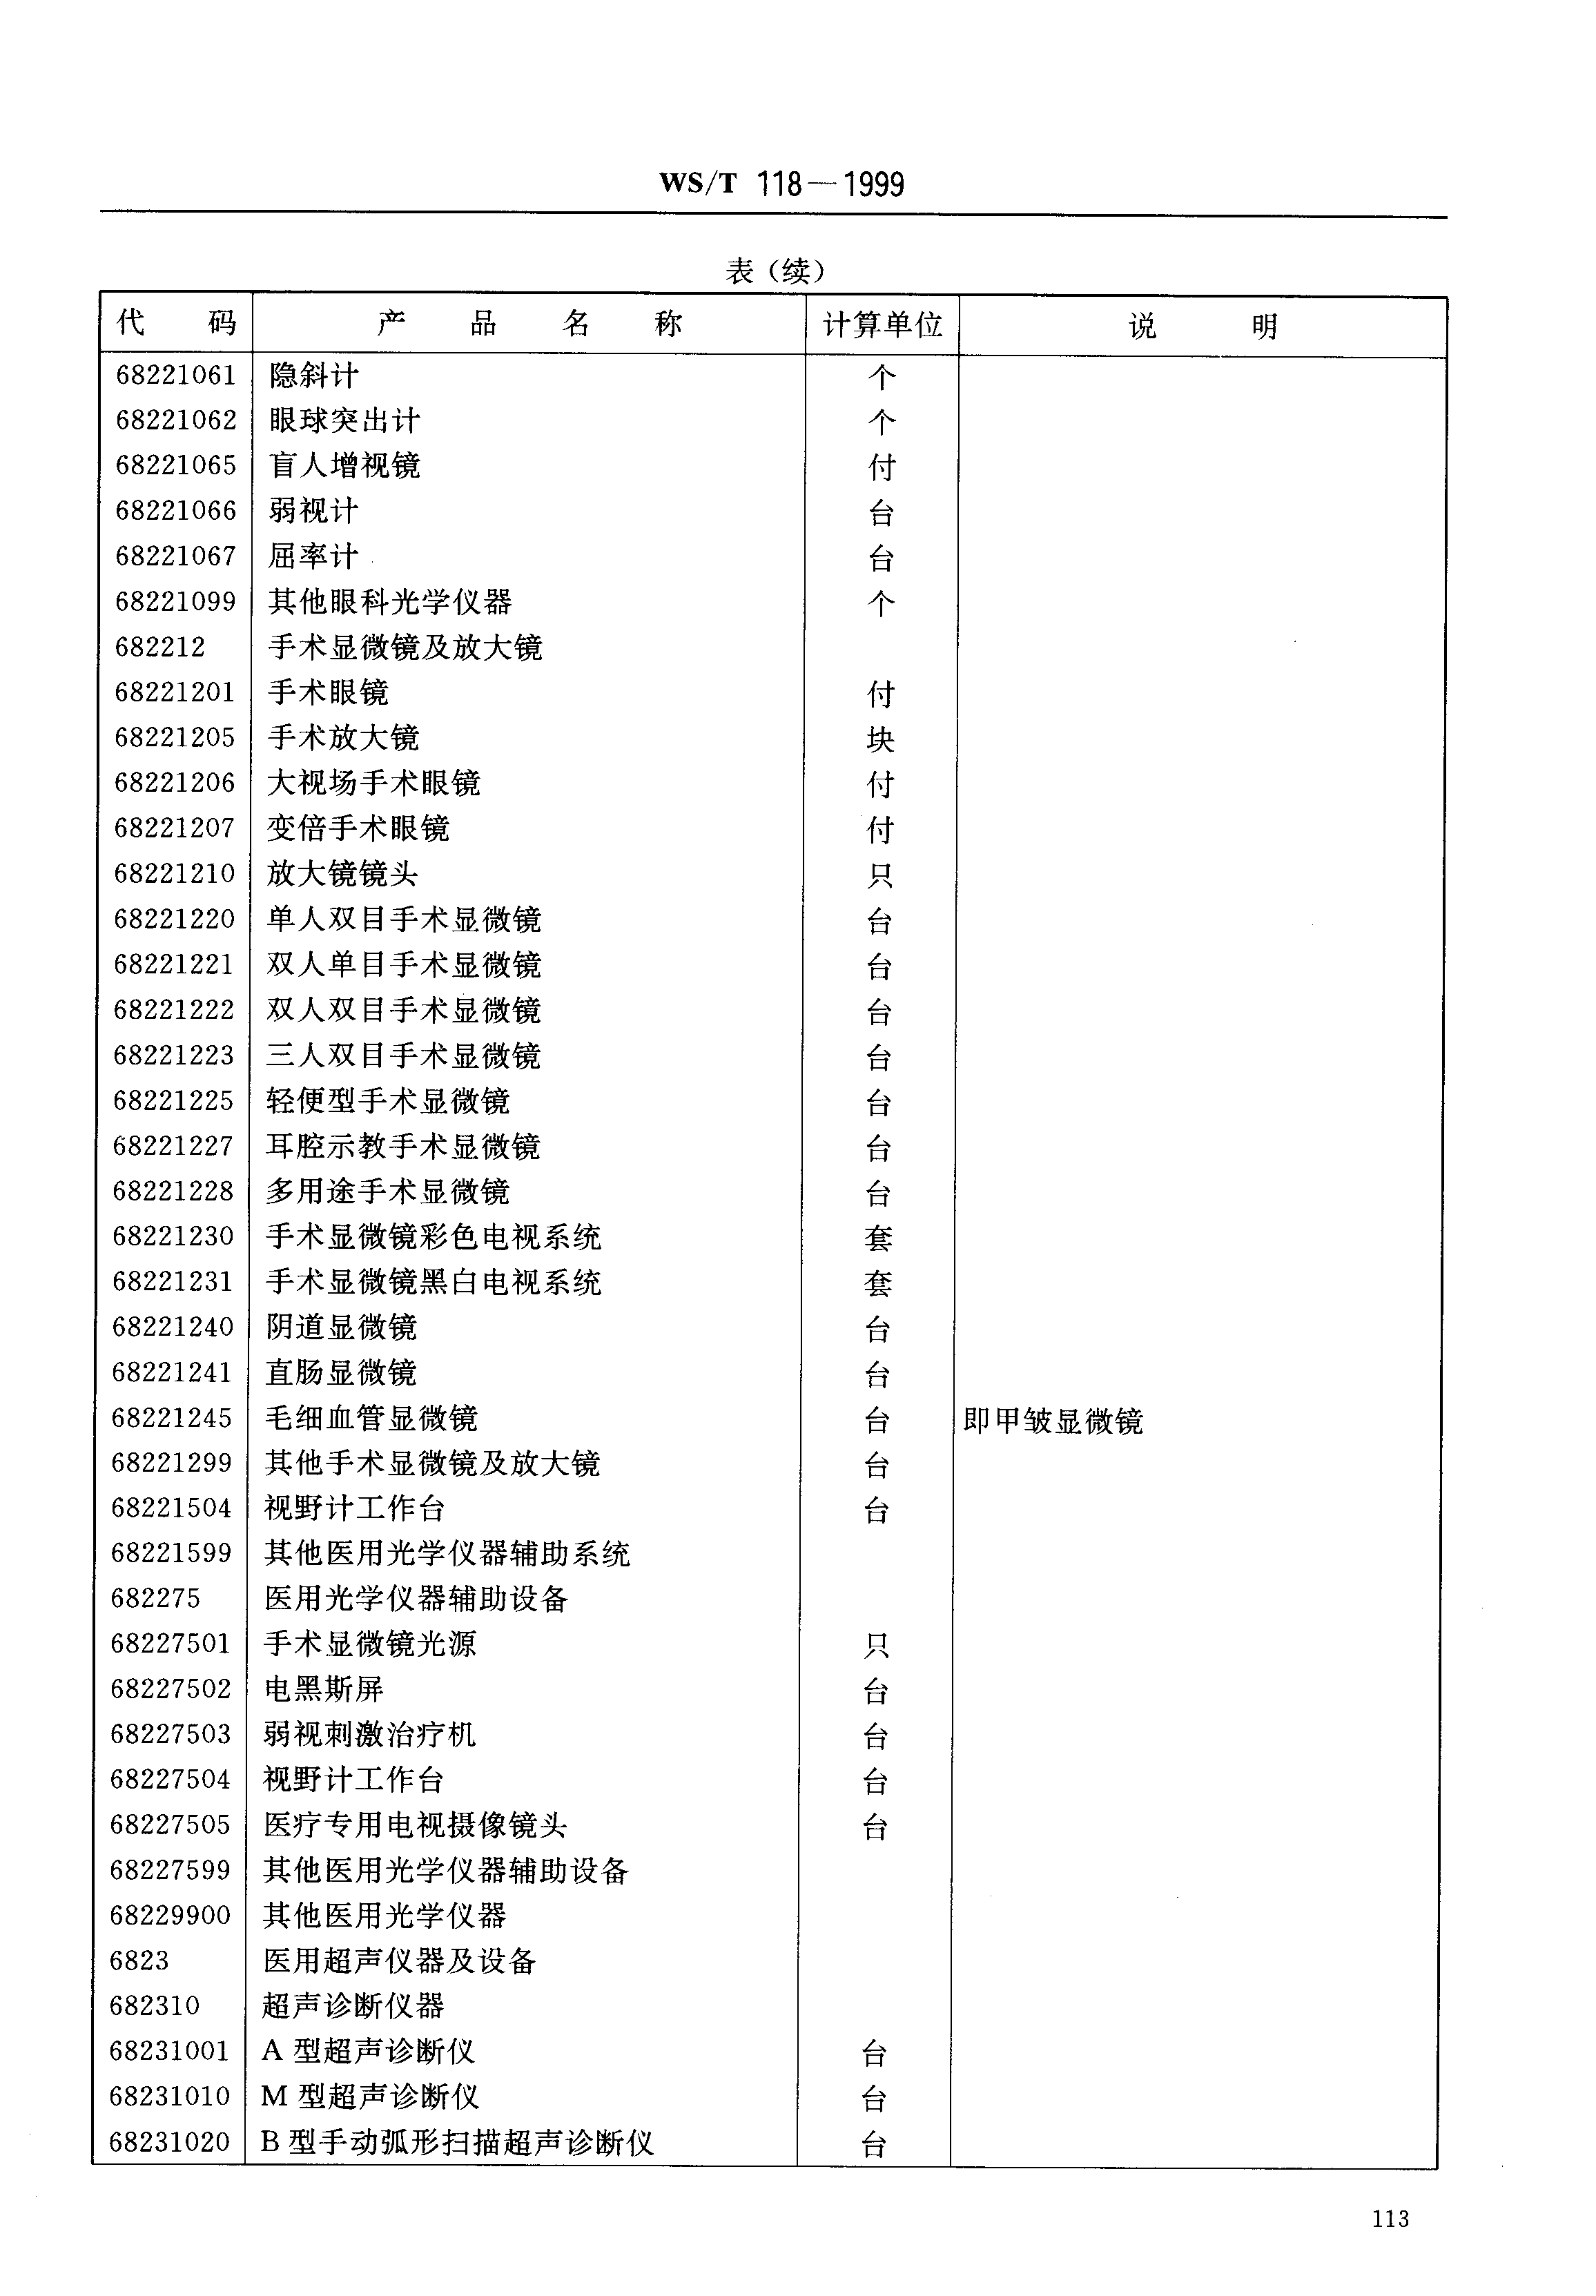 WS/T 118—1999
表（续）
代 码 产 品 名 称 计算单位 说 明
68221061 隐斜计 个
68221062 眼球突出计 个
68221065 盲人增视镜 付
68221066 弱视计 台
68221067 屈率计 台
68221099 其他眼科光学仪器 个
682212 手术显微镜及放大镜
68221201 手术眼镜 付
68221205 手术放大镜 块
68221206 大视场手术眼镜 付
68221207 变倍手术眼镜 付
68221210 放大镜镜头 只
68221220 单人双目手术显微镜 台
68221221 双人单目手术显微镜 台
68221222 双人双目手术显微镜 台
68221223 三人双目手术显微镜 台
68221225 轻便型手术显微镜 台
68221227 耳腔示教手术显微镜 台
68221228 多用途手术显微镜 台
68221230 手术显微镜彩色电视系统 套
68221231 手术显微镜黑白电视系统 套
68221240 阴道显微镜 台
68221241 直肠显微镜 台
68221245 毛细血管显微镜 台 即甲皱显微镜
68221299 其他手术显微镜及放大镜 台
68221504 视野计工作台 台
68221599 其他医用光学仪器辅助系统
682275 医用光学仪器辅助设备
68227501 手术显微镜光源 只
68227502 电黑斯屏 台
68227503 弱视刺激治疗机 台
68227504 视野计工作台 台
68227505 医疗专用电视摄像镜头 台
68227599 其他医用光学仪器辅助设备
68229900 其他医用光学仪器
6823 医用超声仪器及设备
682310 超声诊断仪器
68231001 A 型超声诊断仪 台
68231010 M 型超声诊断仪 台
68231020 B 型手动弧形扫描超声诊断仪 台
113